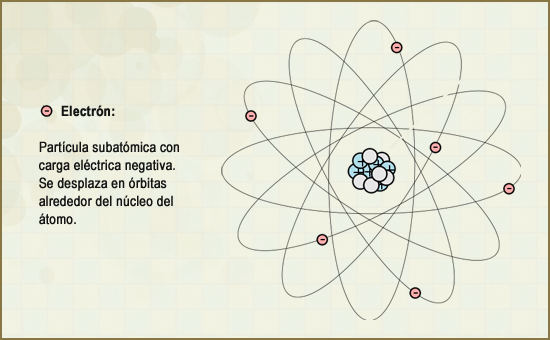 Electrón:
Partícula subatómica con
carga eléctrica negativa.
Se desplaza en órbitas
alrededor del núcleo del
átomo.